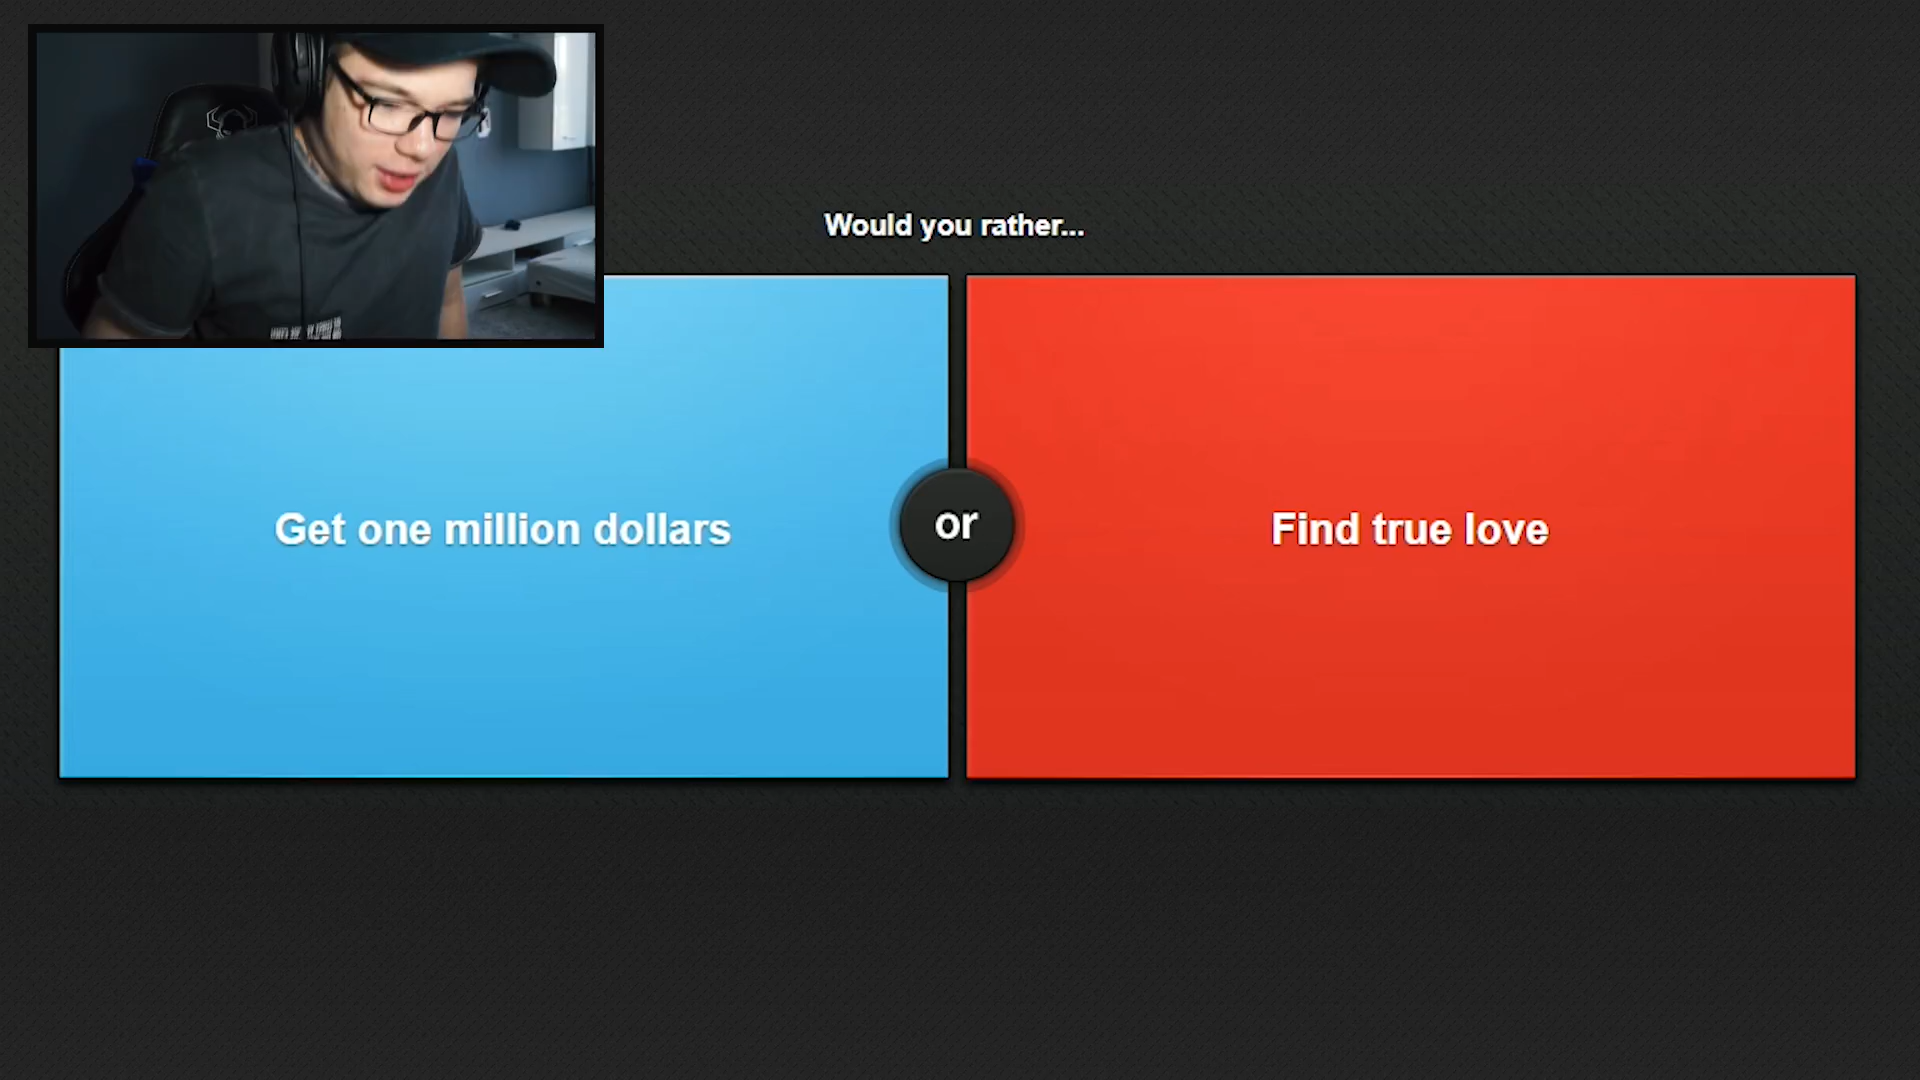 Would you rather...
Get one million dollars
or
Find true love